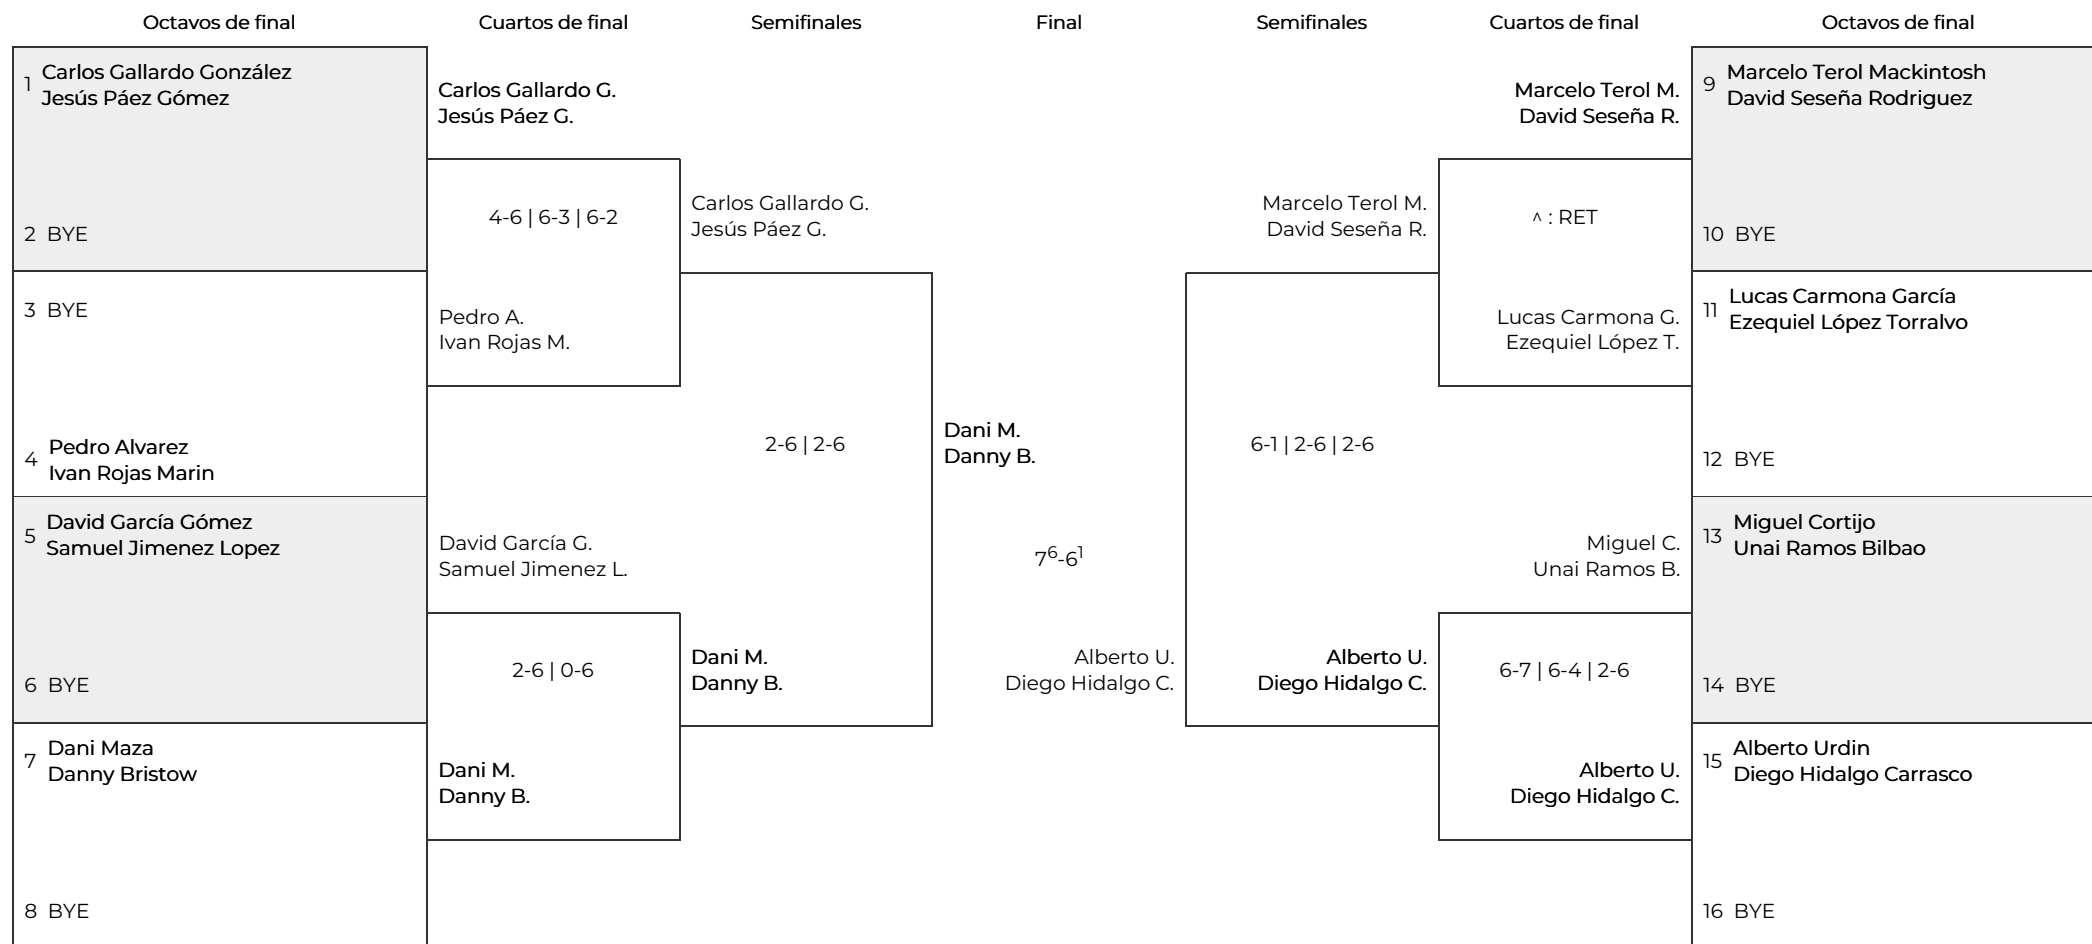 Octavos de final
Cuartos de final
Semifinales
Final
Semifinales
Cuartos de final
Octavos de final
1
Carlos Gallardo González
Jesús Páez Gómez
2 BYE
3 BYE
4
Pedro Alvarez
Ivan Rojas Marin
5
David García Gómez
Samuel Jimenez Lopez
6 BYE
7
Dani Maza
Danny Bristow
8 BYE
Carlos Gallardo G.
Jesús Páez G.
4-6 | 6-3 | 6-2
Pedro A.
Ivan Rojas M.
David García G.
Samuel Jimenez L.
2-6 | 0-6
Dani M.
Danny B.
Carlos Gallardo G.
Jesús Páez G.
2-6 | 2-6
Dani M.
Danny B.
Dani M.
Danny B.
7⁶-6¹
Alberto U.
Diego Hidalgo C.
Marcelo Terol M.
David Seseña R.
6-1 | 2-6 | 2-6
Alberto U.
Diego Hidalgo C.
Marcelo Terol M.
David Seseña R.
^ : RET
Lucas Carmona G.
Ezequiel López T.
Miguel C.
Unai Ramos B.
6-7 | 6-4 | 2-6
Alberto U.
Diego Hidalgo C.
9
Marcelo Terol Mackintosh
David Seseña Rodriguez
10 BYE
11
Lucas Carmona García
Ezequiel López Torralvo
12 BYE
13
Miguel Cortijo
Unai Ramos Bilbao
14 BYE
15
Alberto Urdin
Diego Hidalgo Carrasco
16 BYE